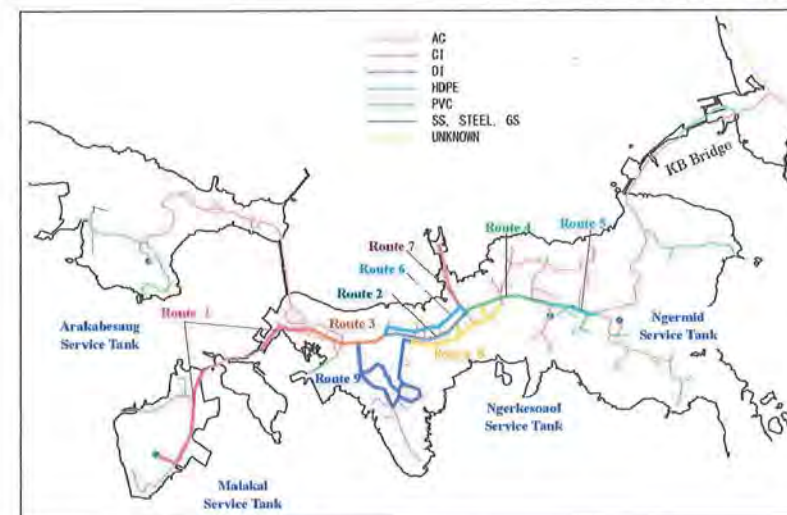 AC
CI
DI
HDPE
PVC
SS, STEEL, GS
UNKNOWN
KB Bridge
Route 4
Route 5
Route 7
Route 6
Route 2
Route 1
Route 3
Route 8
Route 9
Arakabesang
Service Tank
Ngermid
Service Tank
Ngerkesoaol
Service Tank
Malakal
Service Tank